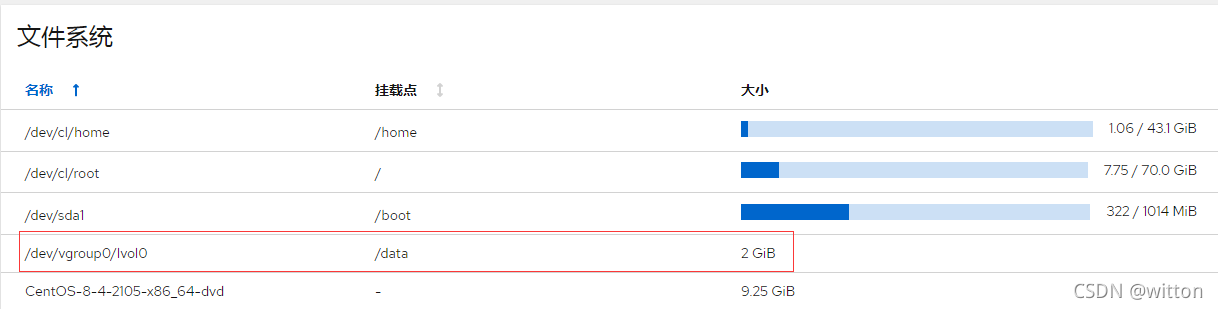 文件系统
名称 挂载点 大小
/dev/cl/home /home 1.06 / 43.1 GiB
/dev/cl/root / 7.75 / 70.0 GiB
/dev/sda1 /boot 322 / 1014 MiB
/dev/vgroup0/lvol0 /data 2 GiB
CentOS-8-4-2105-x86_64-dvd - 9.25 GiB
CSDN @witton